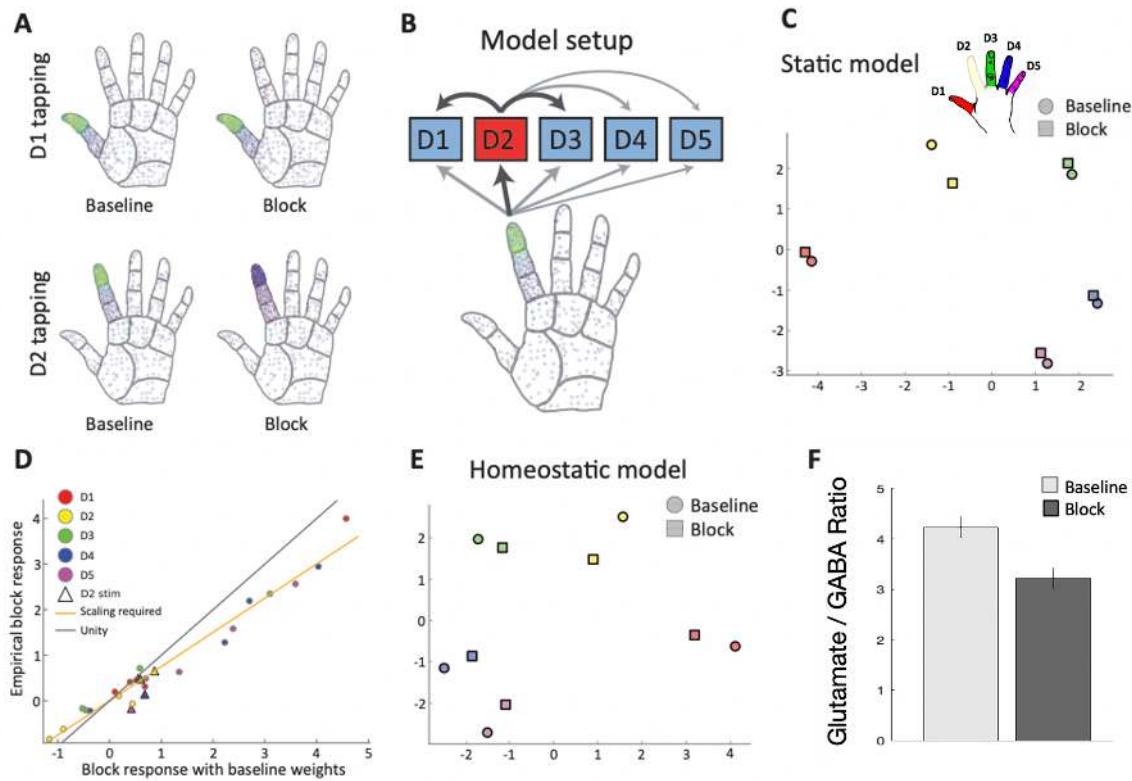 A
D1 tapping
Baseline
Block
D2 tapping
Baseline
Block
B
Model setup
D1
D2
D3
D4
D5
C
Static model
D1
D2
D3
D4
D5
Baseline
Block
2
1
0
-1
-2
-3
-4
-2
-1
0
1
2
D
D1
D2
D3
D4
D5
D2 stim
Scaling required
Unity
Empirical block response
4
3
2
1
0
-1
0
1
2
3
4
5
Block response with baseline weights
E
Homeostatic model
Baseline
Block
2
1
0
-1
-2
-2
-1
0
1
2
3
4
F
Baseline
Block
Glutamate / GABA Ratio
5
4
3
2
1
0